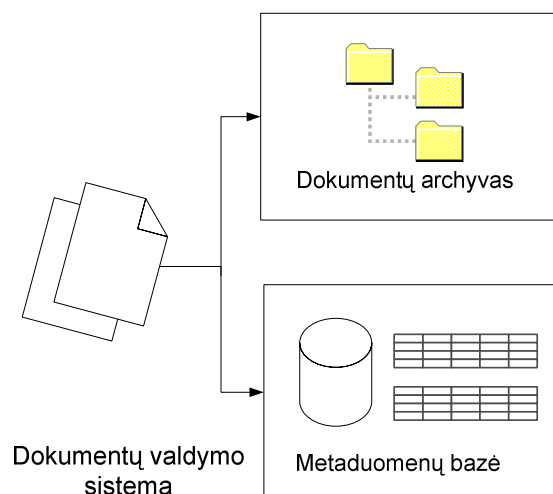 Dokumentų archyvas
Dokumentų valdymo
sistema
Metaduomenų bazė